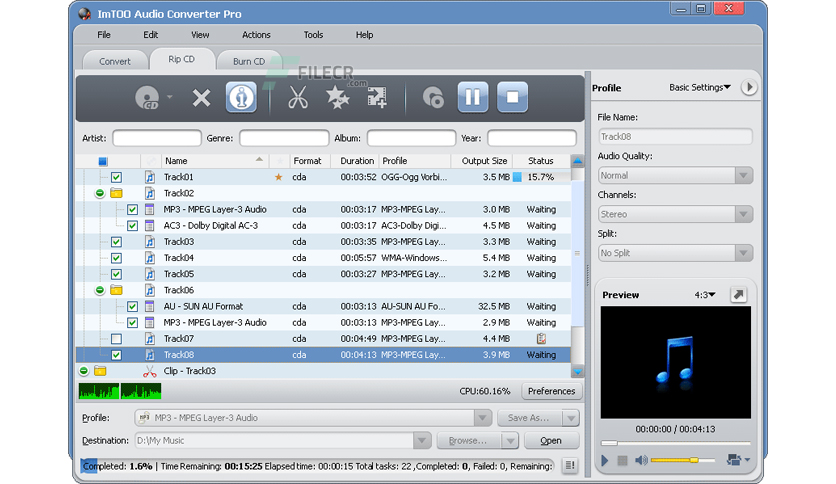 ImTOO Audio Converter Pro
File Edit View Actions Tools Help
Convert Rip CD Burn CD
FILECR .com
CD
Artist: Genre: Album: Year:
Name Format Duration Profile Output Size Status
Track01 cda 00:03:52 OGG-Ogg Vorbi... 3.5 MB 15.7%
Track02
MP3 - MPEG Layer-3 Audio cda 00:03:17 MP3-MPEG Lay... 3.0 MB Waiting
AC3 - Dolby Digital AC-3 cda 00:03:17 AC3-Dolby Digi... 4.5 MB Waiting
Track03 cda 00:03:35 MP3-MPEG Lay... 3.3 MB Waiting
Track04 cda 00:05:57 WMA-Windows... 5.4 MB Waiting
Track05 cda 00:03:27 MP3-MPEG Lay... 3.2 MB Waiting
Track06
AU - SUN AU Format cda 00:03:13 AU-SUN AU Fo... 32.5 MB Waiting
MP3 - MPEG Layer-3 Audio cda 00:03:13 MP3-MPEG Lay... 2.9 MB Waiting
Track07 cda 00:04:49 MP3-MPEG Lay... 4.4 MB
Track08 cda 00:04:13 MP3-MPEG Lay... 3.9 MB Waiting
Clip - Track03
CPU:60.16% Preferences
Profile: MP3 - MPEG Layer-3 Audio Save As...
Destination: D:\My Music Browse... Open
Completed: 1.6% | Time Remaining: 00:15:25 Elapsed time: 00:00:15 Total tasks: 22 ,Completed: 0, Failed: 0, Remaining:
Profile Basic Settings
File Name:
Track08
Audio Quality:
Normal
Channels:
Stereo
Split:
No Split
Preview 4:3
00:00:00 / 00:04:13